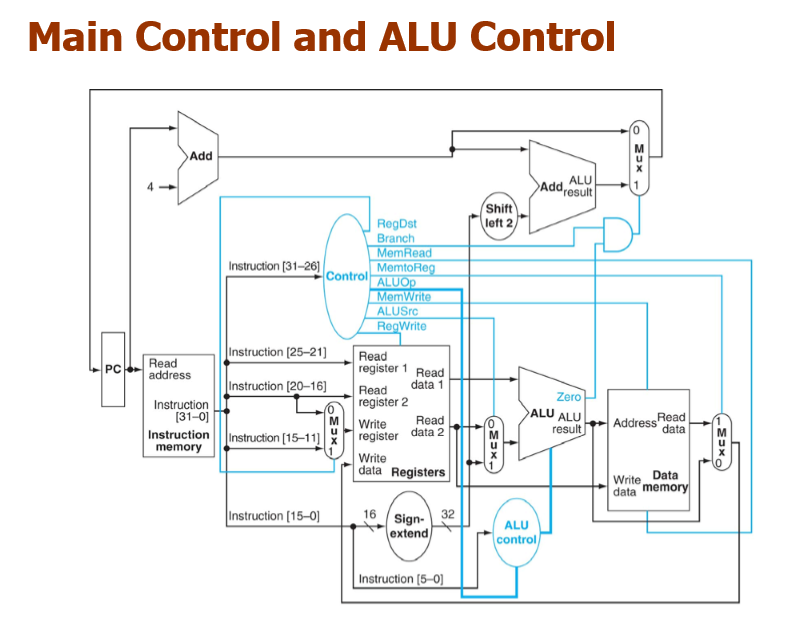 Main Control and ALU Control
0
M
u
x
1
Add
4
Add
ALU
result
Shift
left 2
RegDst
Branch
MemRead
MemtoReg
ALUOp
MemWrite
ALUSrc
RegWrite
Control
Instruction [31–26]
Instruction [25–21]
Instruction [20–16]
Instruction [15–11]
Instruction [15–0]
Instruction [5–0]
PC
Read
address
Instruction
[31–0]
Instruction
memory
0
M
u
x
1
Read
register 1
Read
register 2
Write
register
Write
data
Read
data 1
Read
data 2
Registers
0
M
u
x
1
Zero
ALU
ALU
result
Address
Read
data
Write
data
Data
memory
1
M
u
x
0
16
Sign-
extend
32
ALU
control